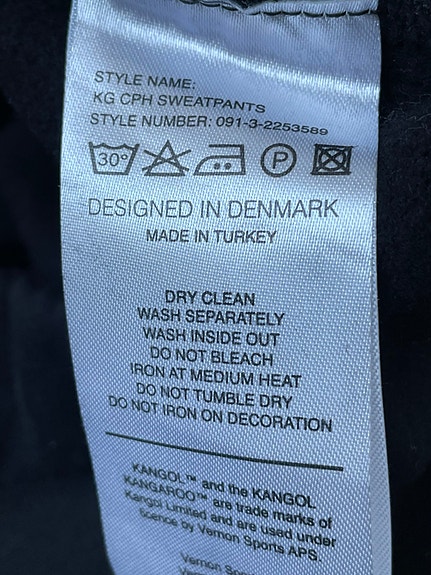 STYLE NAME:
KG CPH SWEATPANTS
STYLE NUMBER: 091-3-2253589
30° P
DESIGNED IN DENMARK
MADE IN TURKEY
DRY CLEAN
WASH SEPARATELY
WASH INSIDE OUT
DO NOT BLEACH
IRON AT MEDIUM HEAT
DO NOT TUMBLE DRY
DO NOT IRON ON DECORATION
KANGOL™ and the KANGOL
KANGAROO™ are trade marks of
Kangol Limited and are used under
licence by Vernon Sports APS.
Vernon Spor